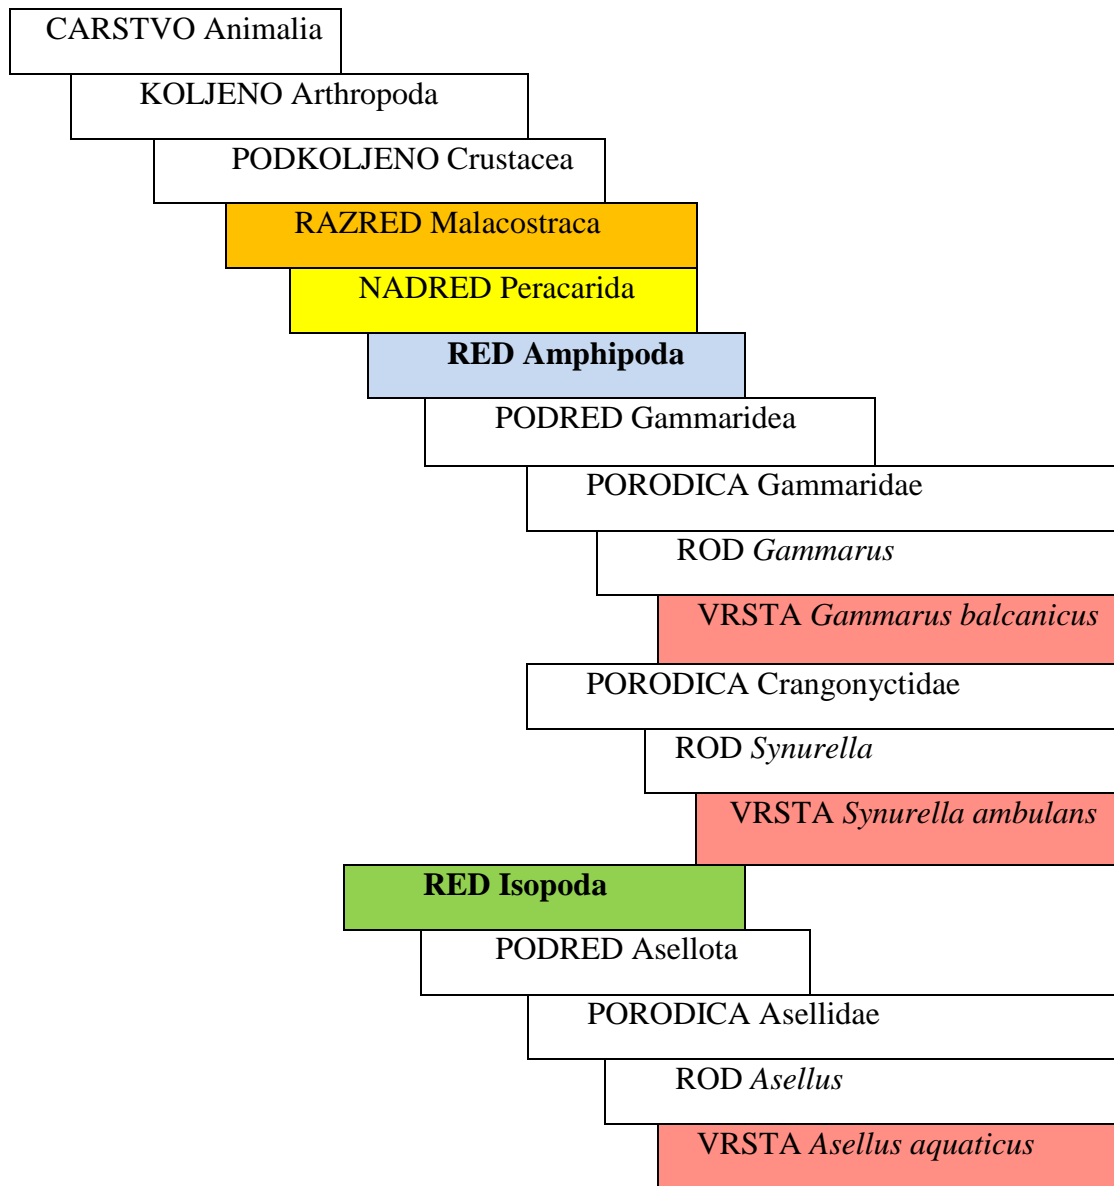 CARSTVO Animalia
KOLJENO Arthropoda
PODKOLJENO Crustacea
RAZRED Malacostraca
NADRED Peracarida
RED Amphipoda
PODRED Gammaridea
PORODICA Gammaridae
ROD Gammarus
VRSTA Gammarus balcanicus
PORODICA Crangonyctidae
ROD Synurella
VRSTA Synurella ambulans
RED Isopoda
PODRED Asellota
PORODICA Asellidae
ROD Asellus
VRSTA Asellus aquaticus